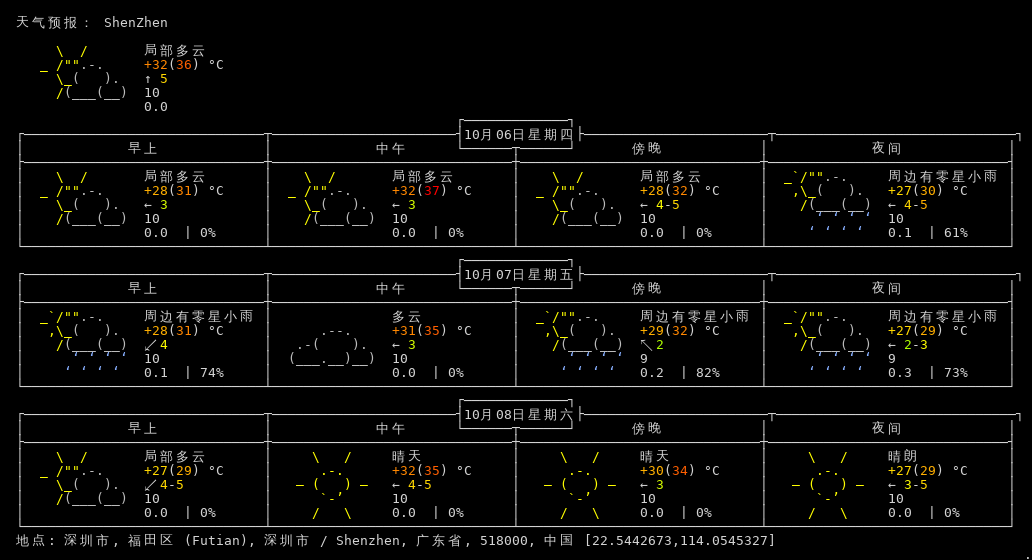 天气预报： ShenZhen
局部多云
+32(36) °C
↑ 5
10
0.0
10月06日星期四
早上 中午 傍晚 夜间
局部多云 局部多云 局部多云 周边有零星小雨
+28(31) °C +32(37) °C +28(32) °C +27(30) °C
← 3 ← 3 ← 4-5 ← 4-5
10 10 10 10
0.0 | 0% 0.0 | 0% 0.0 | 0% 0.1 | 61%
10月07日星期五
早上 中午 傍晚 夜间
周边有零星小雨 多云 周边有零星小雨 周边有零星小雨
+28(31) °C +31(35) °C +29(32) °C +27(29) °C
↙ 4 ← 3 ↖ 2 ← 2-3
10 10 9 9
0.1 | 74% 0.0 | 0% 0.2 | 82% 0.3 | 73%
10月08日星期六
早上 中午 傍晚 夜间
局部多云 晴天 晴天 晴朗
+27(29) °C +32(35) °C +30(34) °C +27(29) °C
↙ 4-5 ← 4-5 ← 3 ← 3-5
10 10 10 10
0.0 | 0% 0.0 | 0% 0.0 | 0% 0.0 | 0%
地点: 深圳市, 福田区 (Futian), 深圳市 / Shenzhen, 广东省, 518000, 中国 [22.5442673,114.0545327]